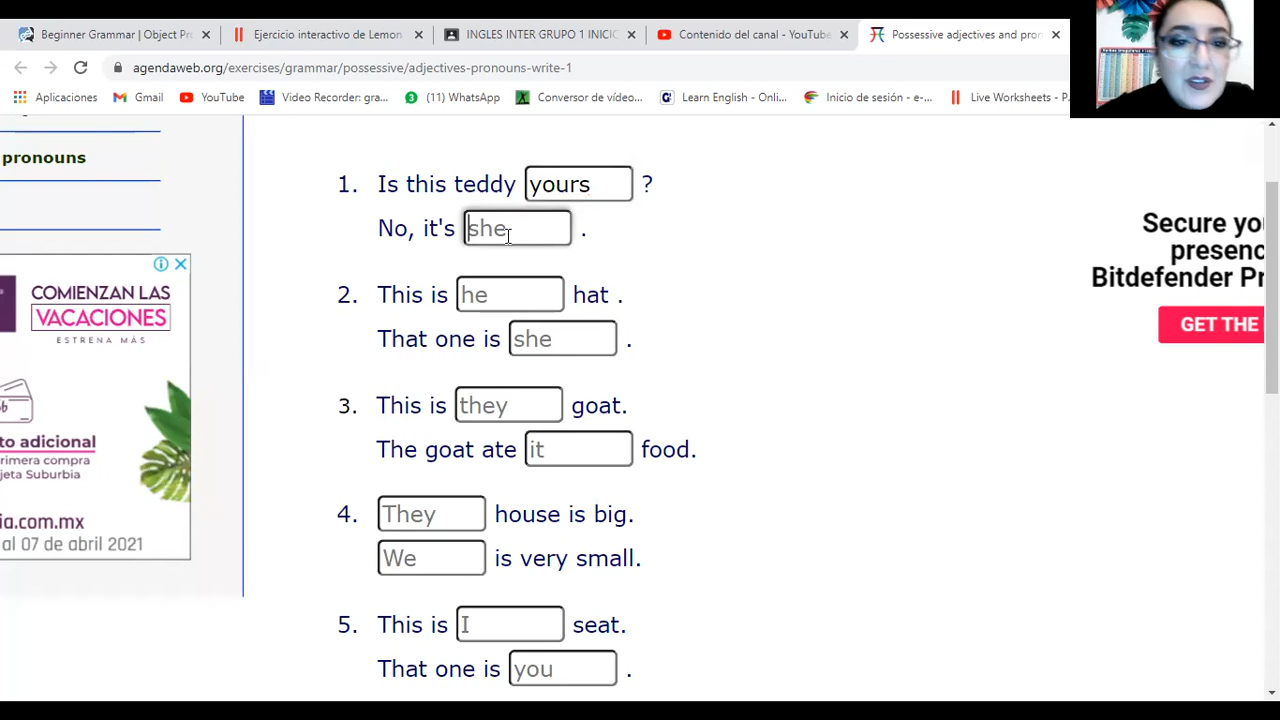 Beginner Grammar | Object Pro
Ejercicio interactivo de Lemon
INGLES INTER GRUPO 1 INICIC
Contenido del canal - YouTube
Possessive adjectives and pron
agendaweb.org/exercises/grammar/possessive/adjectives-pronouns-write-1
Aplicaciones
Gmail
YouTube
Video Recorder: gra...
(11) WhatsApp
Conversor de vídeo...
Learn English - Onli...
Inicio de sesión - e-...
Live Worksheets - P.
pronouns
1. Is this teddy yours ?
No, it's she .
2. This is he hat .
That one is she .
3. This is they goat.
The goat ate it food.
4. They house is big.
We is very small.
5. This is I seat.
That one is you .
COMIENZAN LAS
VACACIONES
ESTRENA MÁS
to adicional
rimera compra
jeta Suburbia
ia.com.mx
al 07 de abril 2021
Secure yo
presenc
Bitdefender Pr
GET THE